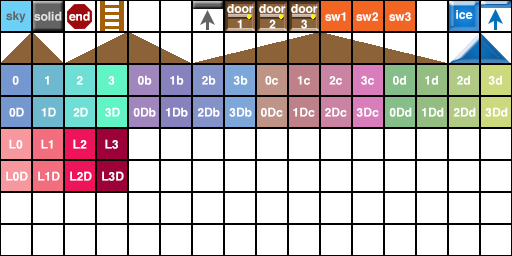 sky solid end door 1 door 2 door 3 sw1 sw2 sw3 ice
0 1 2 3 0b 1b 2b 3b 0c 1c 2c 3c 0d 1d 2d 3d
0D 1D 2D 3D 0Db 1Db 2Db 3Db 0Dc 1Dc 2Dc 3Dc 0Dd 1Dd 2Dd 3Dd
L0 L1 L2 L3
L0D L1D L2D L3D